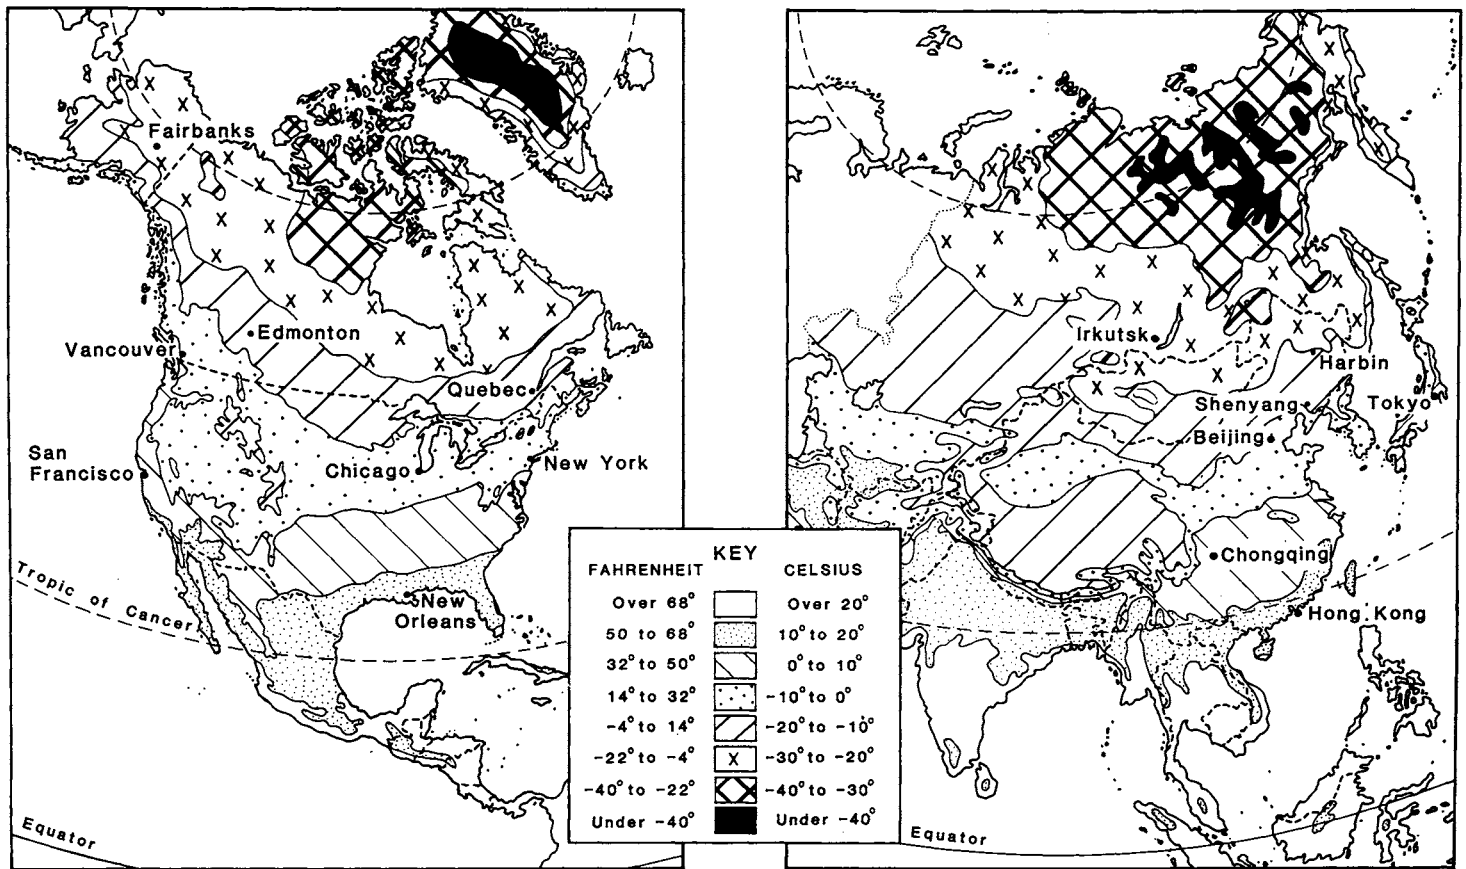 Fairbanks
Edmonton
Vancouver
Quebec
San
Francisco
Chicago
New York
Tropic of Cancer
New
Orleans
Equator
KEY
FAHRENHEIT CELSIUS
Over 68° Over 20°
50 to 68° 10° to 20°
32° to 50° 0° to 10°
14° to 32° -10° to 0°
-4° to 14° -20° to -10°
-22° to -4° X -30° to -20°
-40° to -22° -40° to -30°
Under -40° Under -40°
Irkutsk
Harbin
Shenyang
Tokyo
Beijing
Chongqing
Hong Kong
Equator